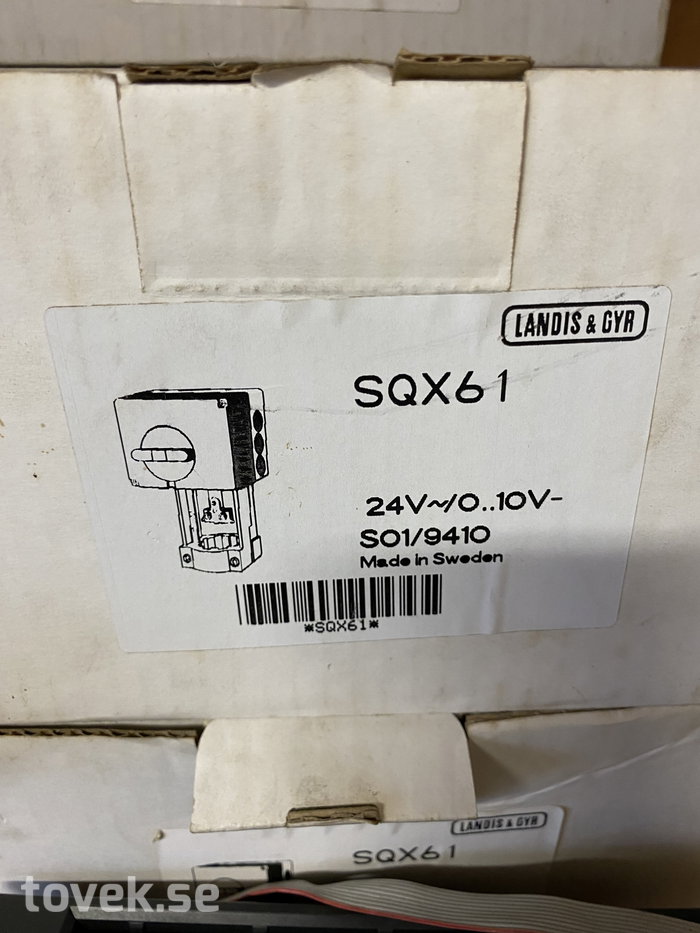 LANDIS & GYR
SQX61
24V~/0..10V-
S01/9410
Made in Sweden
*SQX61*
LANDIS & GYR
SQX61
tovek.se